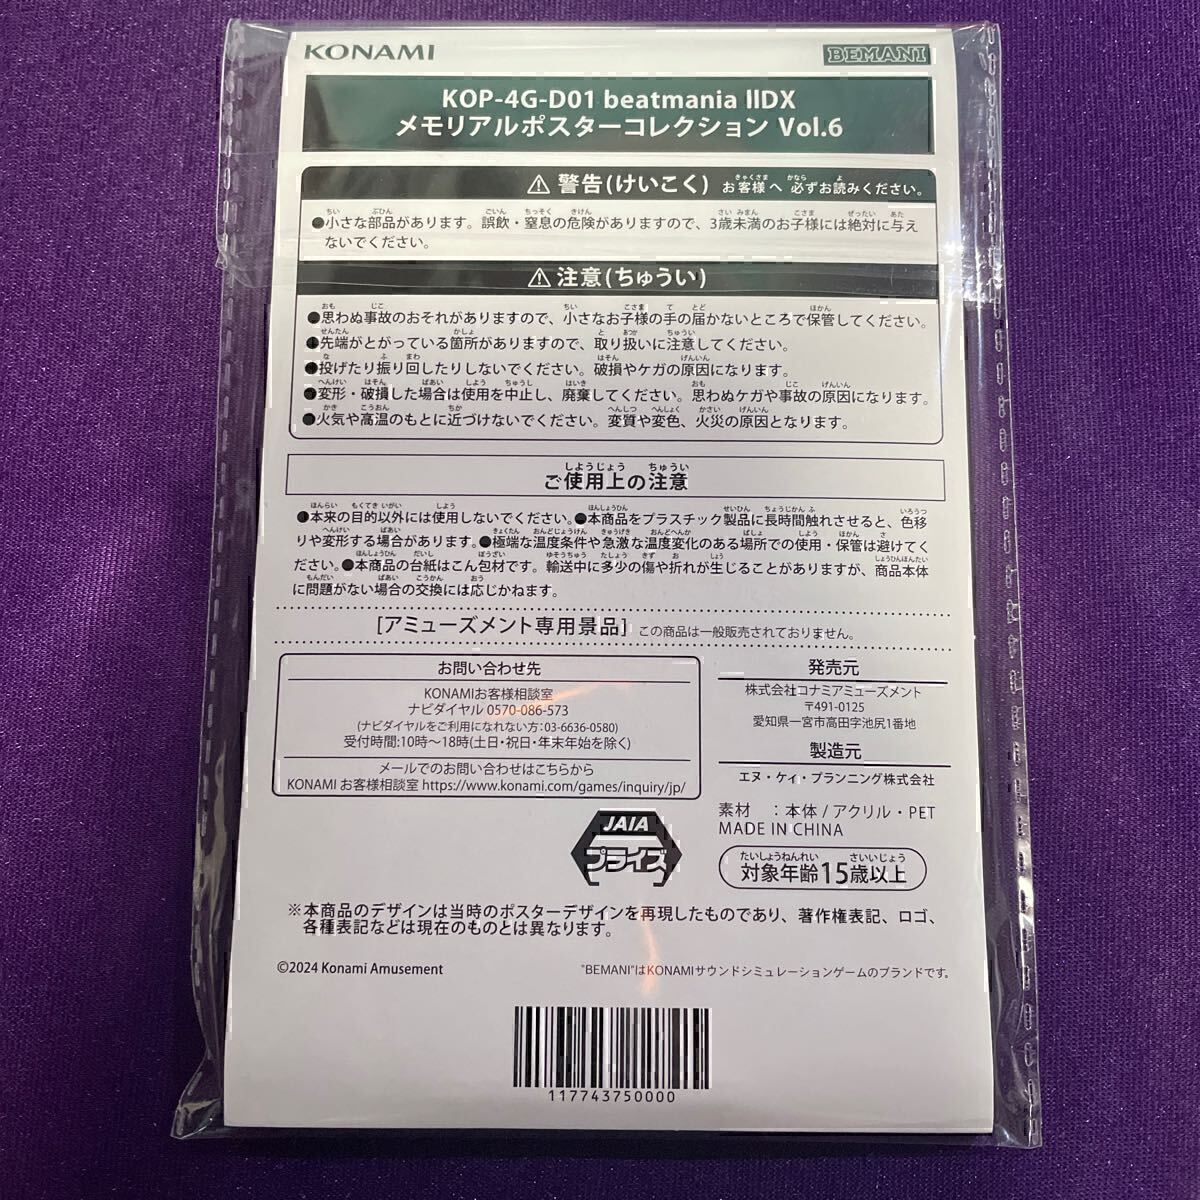 KONAMI
BEMANI
KOP-4G-D01 beatmania IIDX
メモリアルポスターコレクション Vol.6
⚠ 警告(けいこく) お客様へ 必ずお読みください。
●小さな部品があります。誤飲・窒息の危険がありますので、3歳未満のお子様には絶対に与え
ないでください。
⚠ 注意(ちゅうい)
●思わぬ事故のおそれがありますので、小さなお子様の手の届かないところで保管してください。
●先端がとがっている箇所がありますので、取り扱いに注意してください。
●投げたり振り回したりしないでください。破損やケガの原因になります。
●変形・破損した場合は使用を中止し、廃棄してください。思わぬケガや事故の原因になります。
●火気や高温のもとに近づけないでください。変質や変色、火災の原因となります。
ご使用上の注意
●本来の目的以外には使用しないでください。●本商品をプラスチック製品に長時間触れさせると、色移
りや変形する場合があります。●極端な温度条件や急激な温度変化のある場所での使用・保管は避けてく
ださい。●本商品の台紙はこん包材です。輸送中に多少の傷や折れが生じることがありますが、商品本体
に問題がない場合の交換には応じかねます。
[アミューズメント専用景品] この商品は一般販売されておりません。
お問い合わせ先
KONAMIお客様相談室
ナビダイヤル 0570-086-573
(ナビダイヤルをご利用になれない方:03-6636-0580)
受付時間:10時～18時(土日・祝日・年末年始を除く)
メールでのお問い合わせはこちらから
KONAMI お客様相談室 https://www.konami.com/games/inquiry/jp/
発売元
株式会社コナミアミューズメント
〒491-0125
愛知県一宮市高田字池尻1番地
製造元
エヌ・ケィ・プランニング株式会社
素材 :本体/アクリル・PET
MADE IN CHINA
JAIA
プライズ
対象年齢15歳以上
※本商品のデザインは当時のポスターデザインを再現したものであり、著作権表記、ロゴ、
各種表記などは現在のものとは異なります。
©2024 Konami Amusement
"BEMANI"はKONAMIサウンドシミュレーションゲームのブランドです。
117743750000